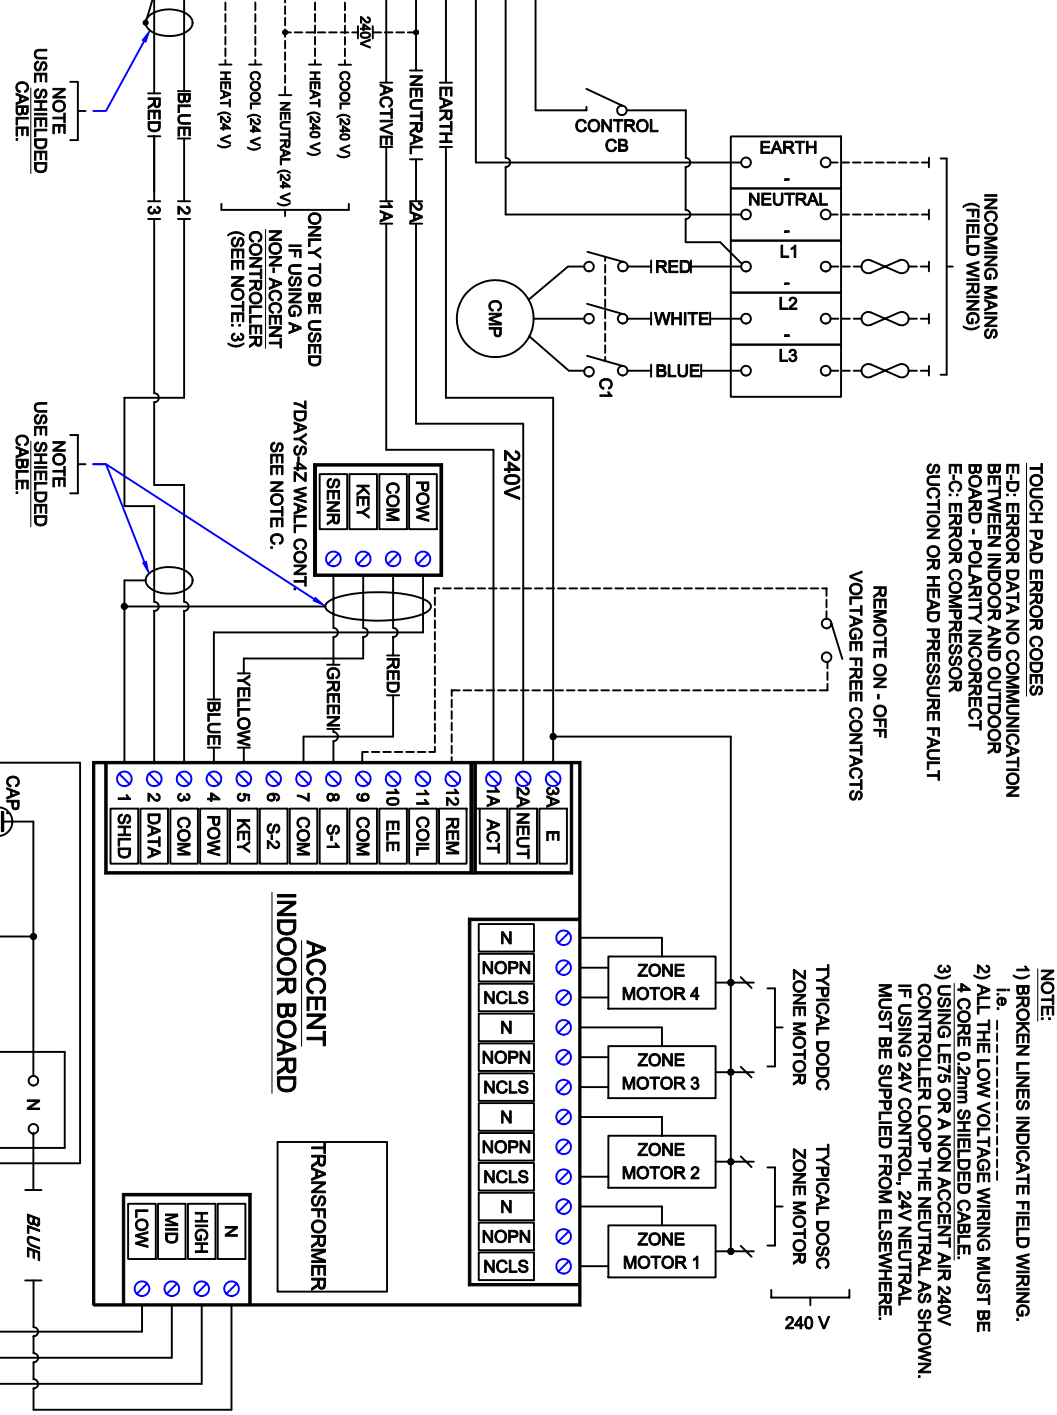 INCOMING MAINS
(FIELD WIRING)
EARTH
-
NEUTRAL
-
L1
-
L2
-
L3
CONTROL
CB
RED
WHITE
BLUE
C1
CMP
240V
EARTH
NEUTRAL
ACTIVE
2A
1A
COOL (240 V)
HEAT (240 V)
NEUTRAL (24 V)
COOL (24 V)
HEAT (24 V)
ONLY TO BE USED
IF USING A
NON- ACCENT
CONTROLLER
(SEE NOTE: 3)
BLUE
RED
2
3
NOTE
USE SHIELDED
CABLE.
NOTE
USE SHIELDED
CABLE.
TOUCH PAD ERROR CODES
E-D: ERROR DATA NO COMMUNICATION
BETWEEN INDOOR AND OUTDOOR
BOARD - POLARITY INCORRECT
E-C: ERROR COMPRESSOR
SUCTION OR HEAD PRESSURE FAULT
REMOTE ON - OFF
VOLTAGE FREE CONTACTS
240V
7DAYS-4Z WALL CONT.
SEE NOTE C.
POW
COM
KEY
SENR
RED
GREEN
YELLOW
BLUE
3A E
2A NEUT
1A ACT
12 REM
11 COIL
10 ELE
9 COM
8 S-1
7 COM
6 S-2
5 KEY
4 POW
3 COM
2 DATA
1 SHLD
ACCENT
INDOOR BOARD
TRANSFORMER
N
NOPN
NCLS
N
NOPN
NCLS
N
NOPN
NCLS
N
NOPN
NCLS
ZONE
MOTOR 4
ZONE
MOTOR 3
ZONE
MOTOR 2
ZONE
MOTOR 1
TYPICAL DODC
ZONE MOTOR
TYPICAL DOSC
ZONE MOTOR
240 V
NOTE:
1) BROKEN LINES INDICATE FIELD WIRING.
i.e. ----------
2) ALL THE LOW VOLTAGE WIRING MUST BE
4 CORE 0.2mm SHIELDED CABLE.
3) USING LE75 OR A NON ACCENT AIR 240V
CONTROLLER LOOP THE NEUTRAL AS SHOWN.
IF USING 24V CONTROL, 24V NEUTRAL
MUST BE SUPPLIED FROM ELSEWHERE.
N
HIGH
MID
LOW
CAP.
N
BLUE